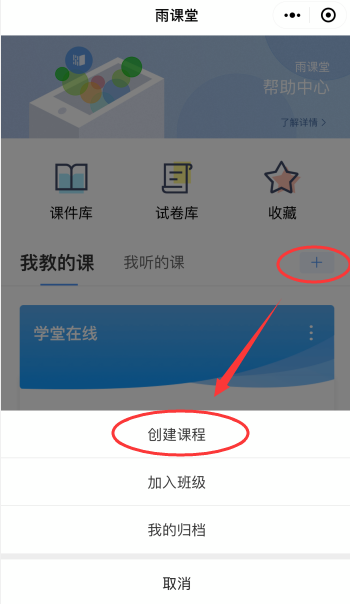 雨课堂
雨课堂
帮助中心
了解详情 >
课件库
试卷库
收藏
我教的课
我听的课
+
学堂在线
创建课程
加入班级
我的归档
取消